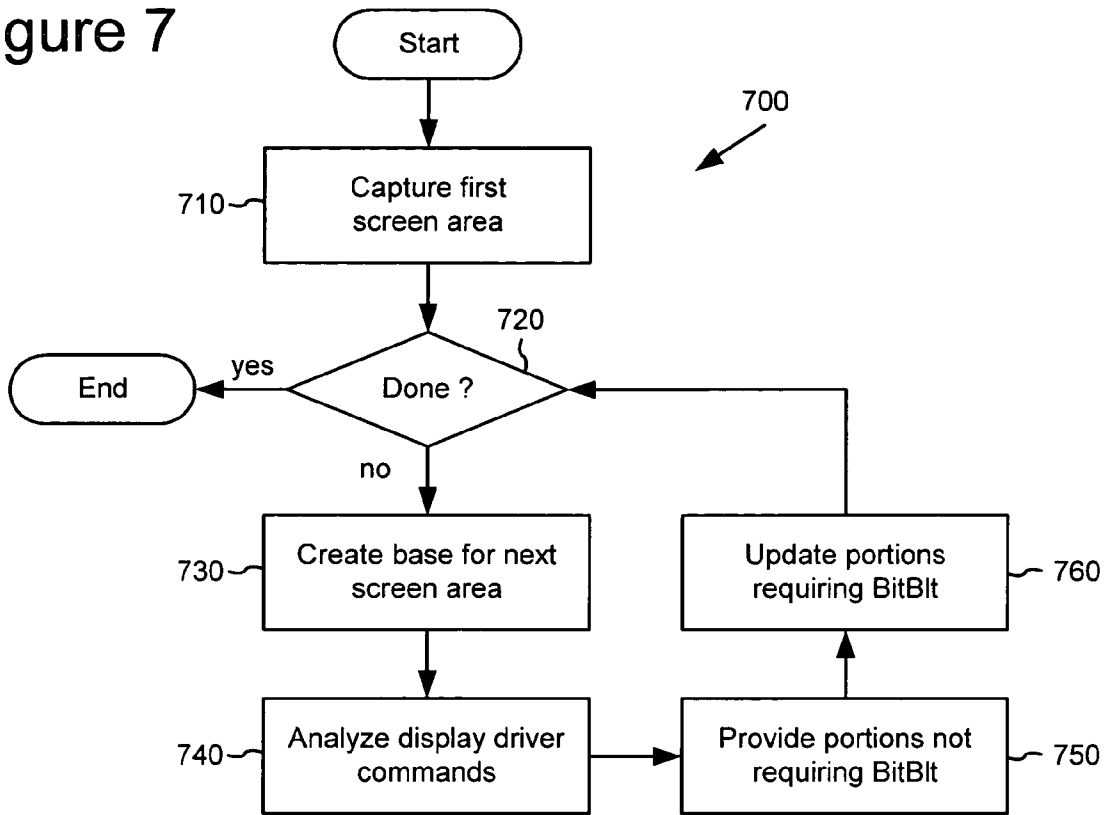 gure 7
Start
700
710
Capture first
screen area
720
yes
End
Done ?
no
730
Create base for next
screen area
Update portions
requiring BitBlt
760
740
Analyze display driver
commands
Provide portions not
requiring BitBlt
750